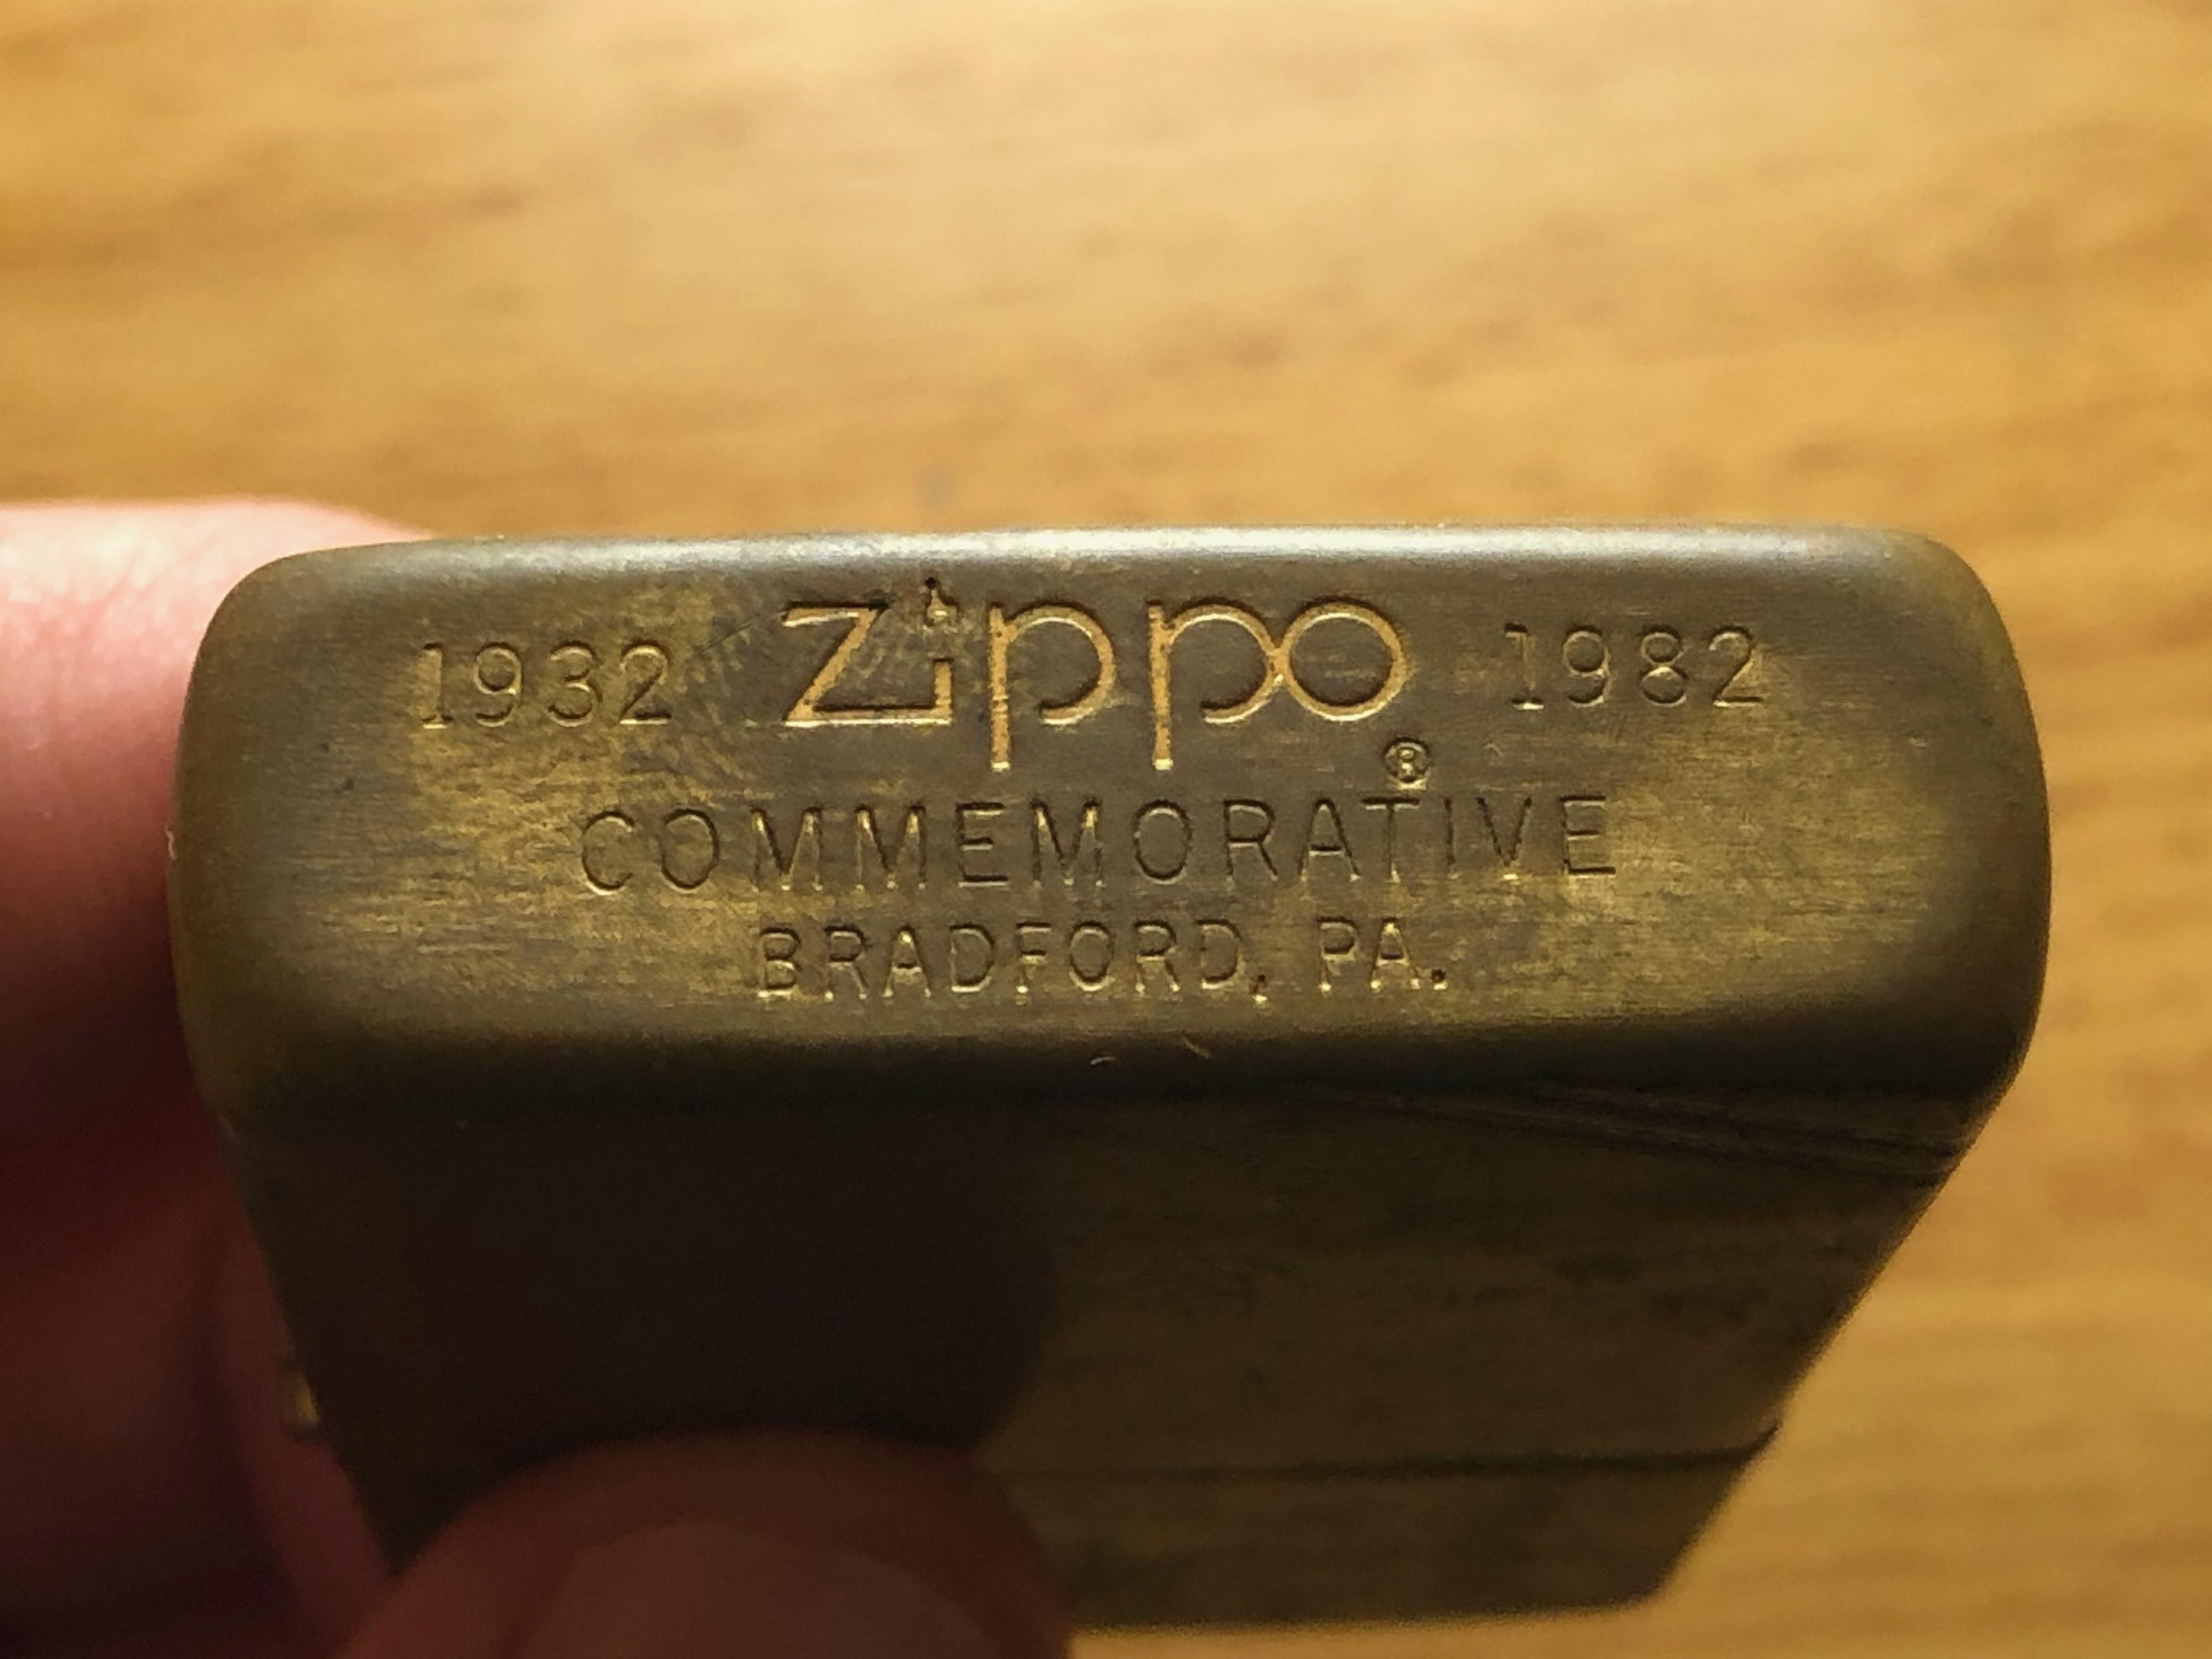 1932 Zippo 1982
®
COMMEMORATIVE
BRADFORD, PA.